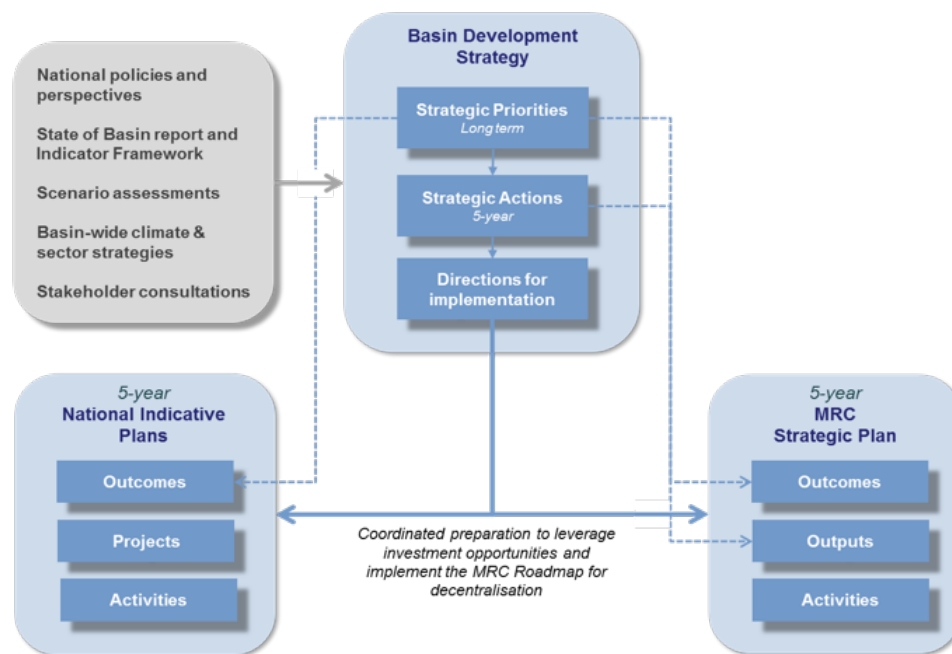 National policies and
perspectives
State of Basin report and
Indicator Framework
Scenario assessments
Basin-wide climate &
sector strategies
Stakeholder consultations
Basin Development
Strategy
Strategic Priorities
Long term
Strategic Actions
5-year
Directions for
implementation
5-year
National Indicative
Plans
Outcomes
Projects
Activities
Coordinated preparation to leverage
investment opportunities and
implement the MRC Roadmap for
decentralisation
5-year
MRC
Strategic Plan
Outcomes
Outputs
Activities